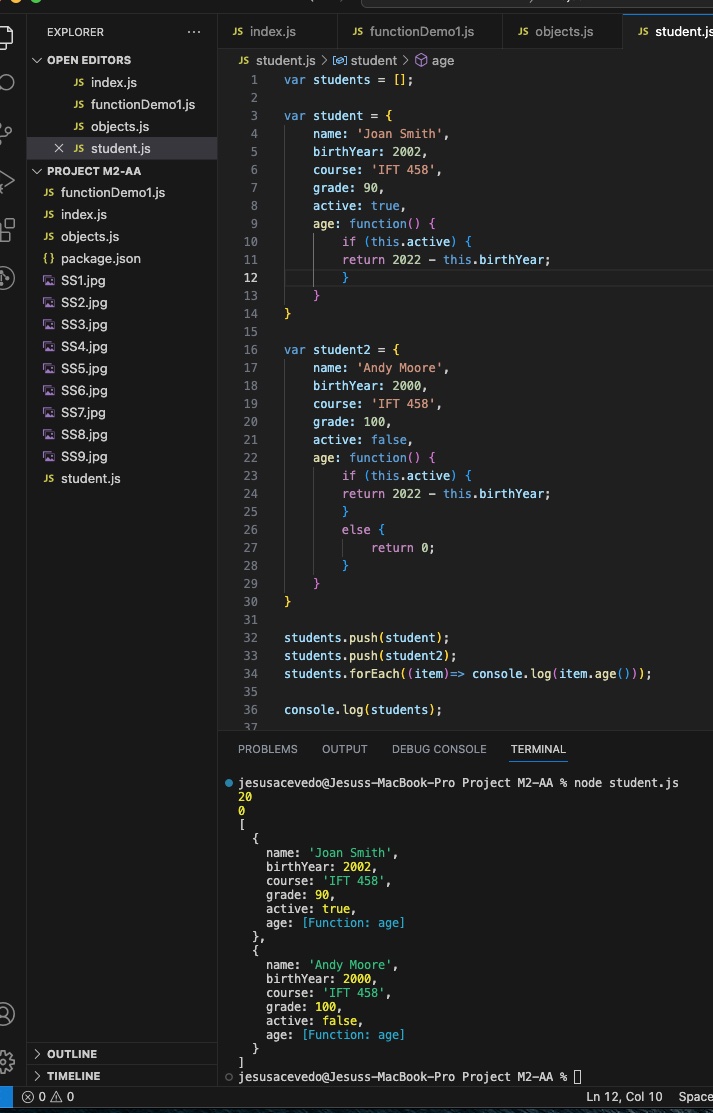 EXPLORER ...
OPEN EDITORS
JS index.js
JS functionDemo1.js
JS objects.js
JS student.js
PROJECT M2-AA
JS functionDemo1.js
JS index.js
JS objects.js
{} package.json
SS1.jpg
SS2.jpg
SS3.jpg
SS4.jpg
SS5.jpg
SS6.jpg
SS7.jpg
SS8.jpg
SS9.jpg
JS student.js
OUTLINE
TIMELINE
JS index.js JS functionDemo1.js JS objects.js JS student.js
JS student.js > student > age
1 var students = [];
2
3 var student = {
4 name: 'Joan Smith',
5 birthYear: 2002,
6 course: 'IFT 458',
7 grade: 90,
8 active: true,
9 age: function() {
10 if (this.active) {
11 return 2022 - this.birthYear;
12 }
13 }
14 }
15
16 var student2 = {
17 name: 'Andy Moore',
18 birthYear: 2000,
19 course: 'IFT 458',
20 grade: 100,
21 active: false,
22 age: function() {
23 if (this.active) {
24 return 2022 - this.birthYear;
25 }
26 else {
27 return 0;
28 }
29 }
30 }
31
32 students.push(student);
33 students.push(student2);
34 students.forEach((item)=> console.log(item.age()));
35
36 console.log(students);
37
PROBLEMS OUTPUT DEBUG CONSOLE TERMINAL
jesusacevedo@Jesuss-MacBook-Pro Project M2-AA % node student.js
20
0
[
{
name: 'Joan Smith',
birthYear: 2002,
course: 'IFT 458',
grade: 90,
active: true,
age: [Function: age]
},
{
name: 'Andy Moore',
birthYear: 2000,
course: 'IFT 458',
grade: 100,
active: false,
age: [Function: age]
}
]
jesusacevedo@Jesuss-MacBook-Pro Project M2-AA %
0 0 Ln 12, Col 10 Space